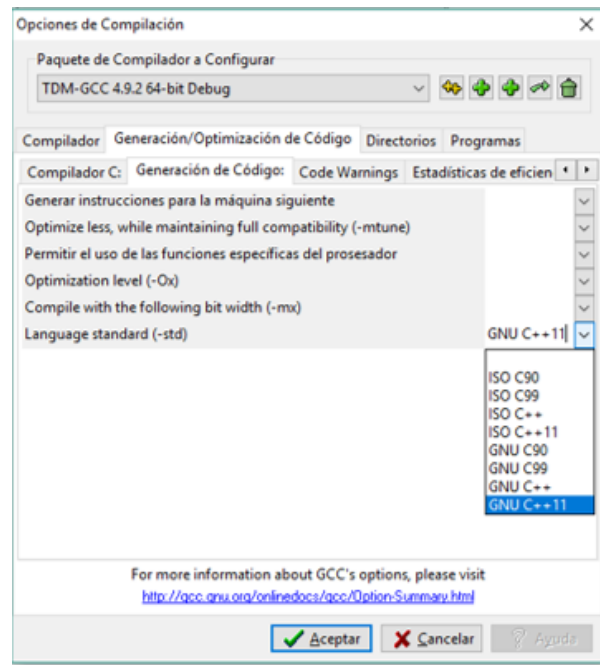 Opciones de Compilación
Paquete de Compilador a Configurar
TDM-GCC 4.9.2 64-bit Debug
Compilador Generación/Optimización de Código Directorios Programas
Compilador C: Generación de Código: Code Warnings Estadísticas de eficien
Generar instrucciones para la máquina siguiente
Optimize less, while maintaining full compatibility (-mtune)
Permitir el uso de las funciones específicas del prosesador
Optimization level (-Ox)
Compile with the following bit width (-mx)
Language standard (-std) GNU C++11
ISO C90
ISO C99
ISO C++
ISO C++11
GNU C90
GNU C99
GNU C++
GNU C++11
For more information about GCC's options, please visit
http://gcc.gnu.org/onlinedocs/gcc/Option-Summary.html
Aceptar Cancelar Ayuda